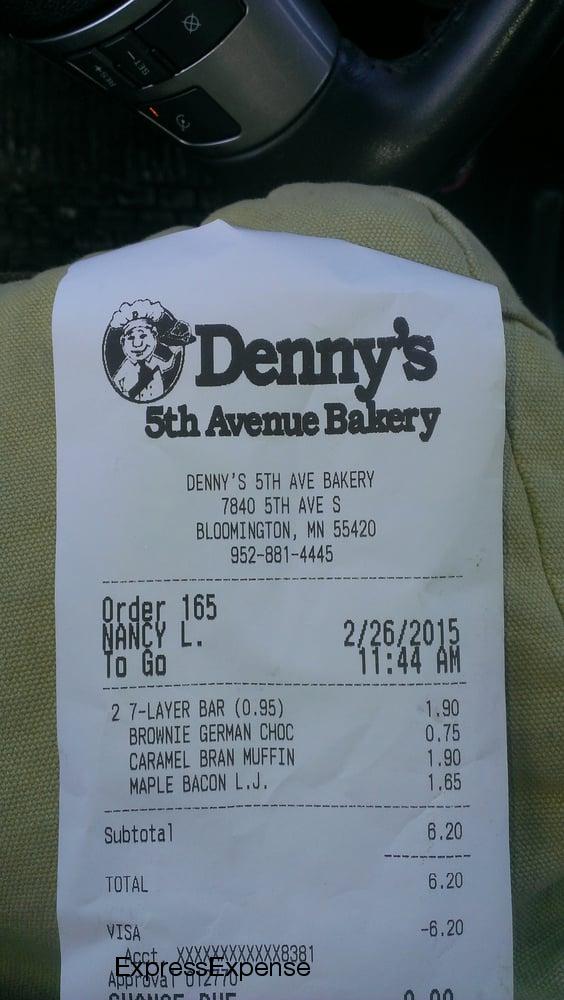 SET
Denny's
5th Avenue Bakery
DENNY'S 5TH AVE BAKERY
7840 5TH AVE S
BLOOMINGTON, MN 55420
952-881-4445
Order 165
NANCY L. 2/26/2015
To Go 11:44 AM
2 7-LAYER BAR (0.95) 1.90
BROWNIE GERMAN CHOC 0.75
CARAMEL BRAN MUFFIN 1.90
MAPLE BACON L.J. 1.65
Subtotal 6.20
TOTAL 6.20
VISA -6.20
Acct XXXXXXXXXXXX8381
ExpressExpense
Approval 012770
CHANGE DUE 0.00